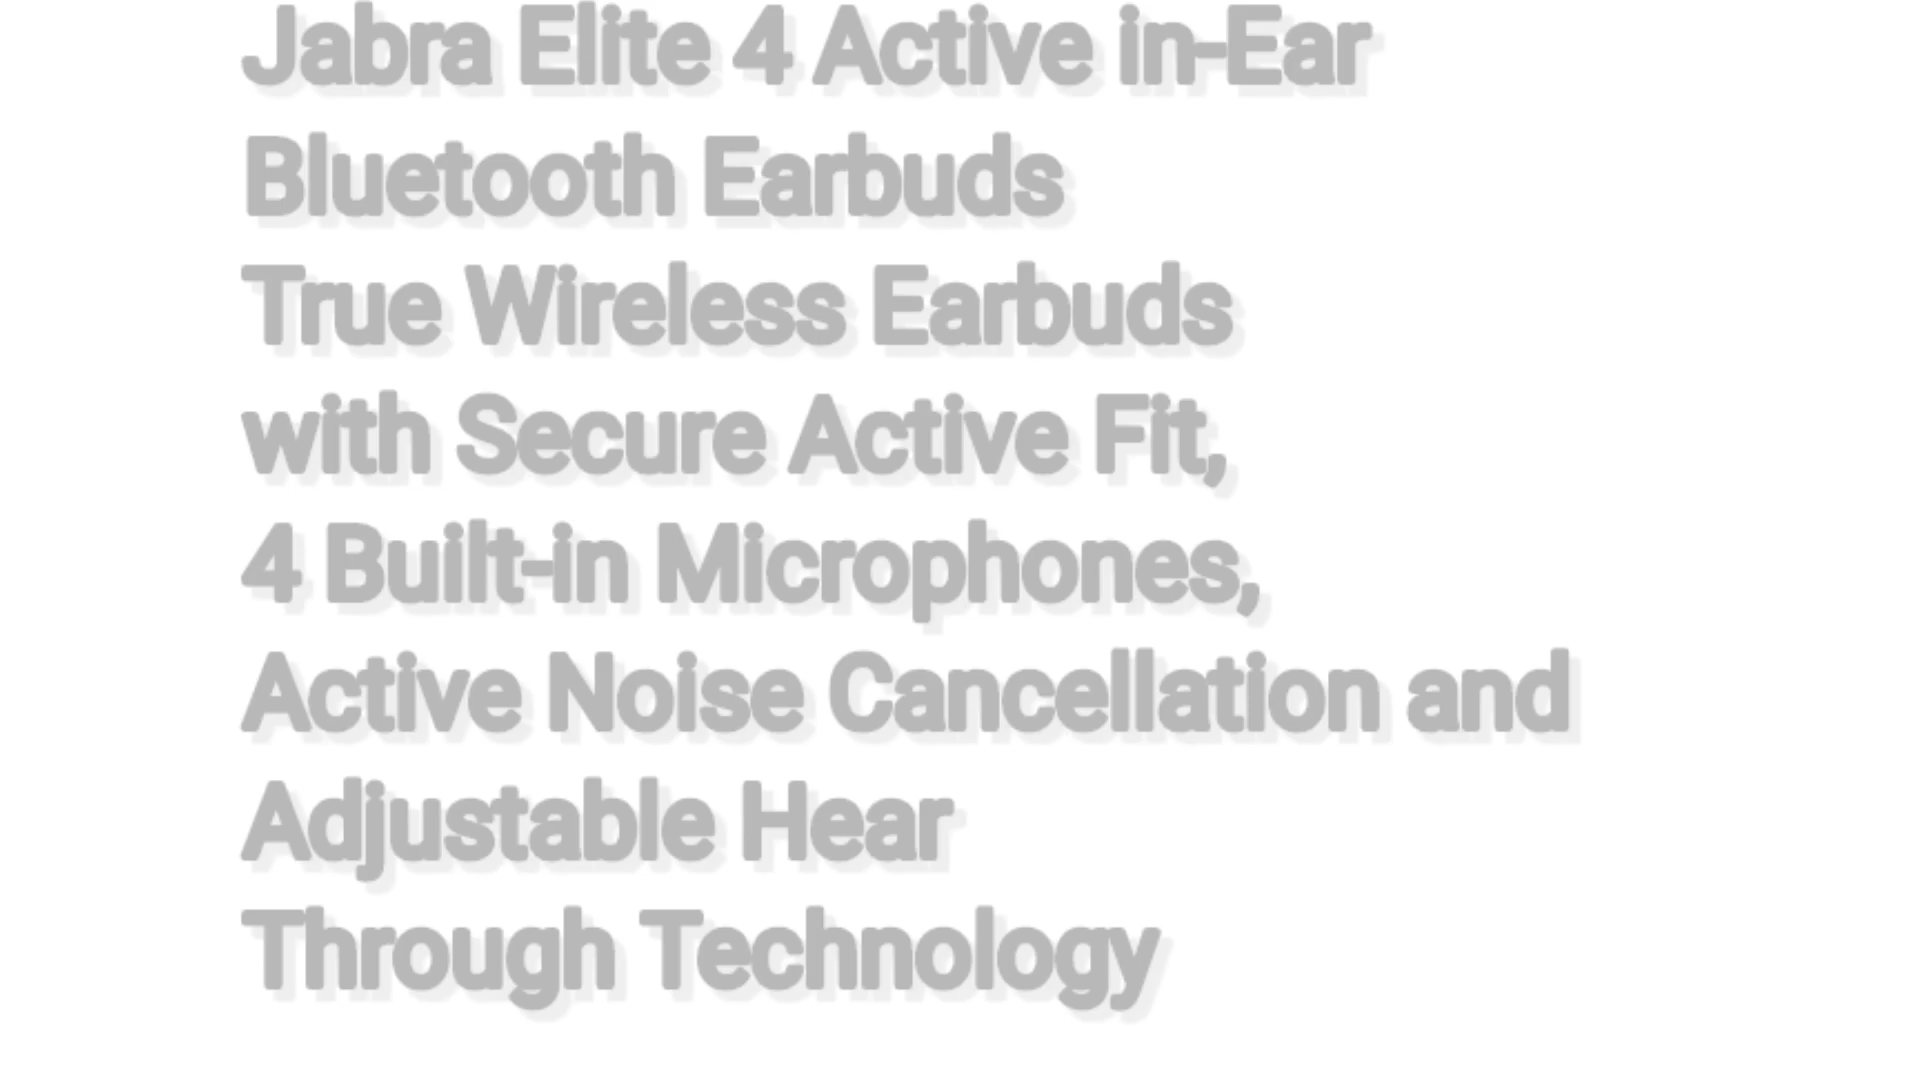 Jabra Elite 4 Active in-Ear
Bluetooth Earbuds
True Wireless Earbuds
with Secure Active Fit,
4 Built-in Microphones,
Active Noise Cancellation and
Adjustable Hear
Through Technology